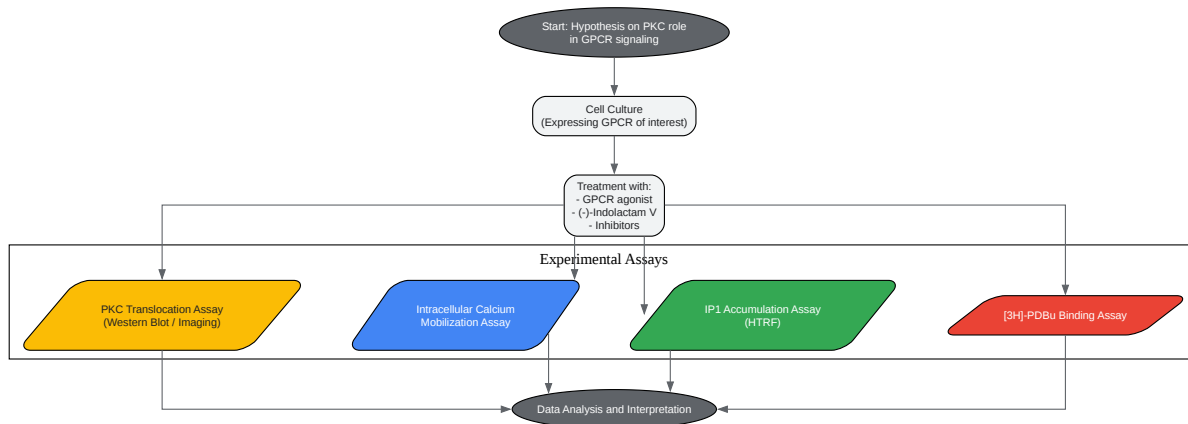 Start: Hypothesis on PKC role
in GPCR signaling
Cell Culture
(Expressing GPCR of interest)
Treatment with:
- GPCR agonist
- (-)-Indolactam V
- Inhibitors
Experimental Assays
PKC Translocation Assay
(Western Blot / Imaging)
Intracellular Calcium
Mobilization Assay
IP1 Accumulation Assay
(HTRF)
[3H]-PDBu Binding Assay
Data Analysis and Interpretation